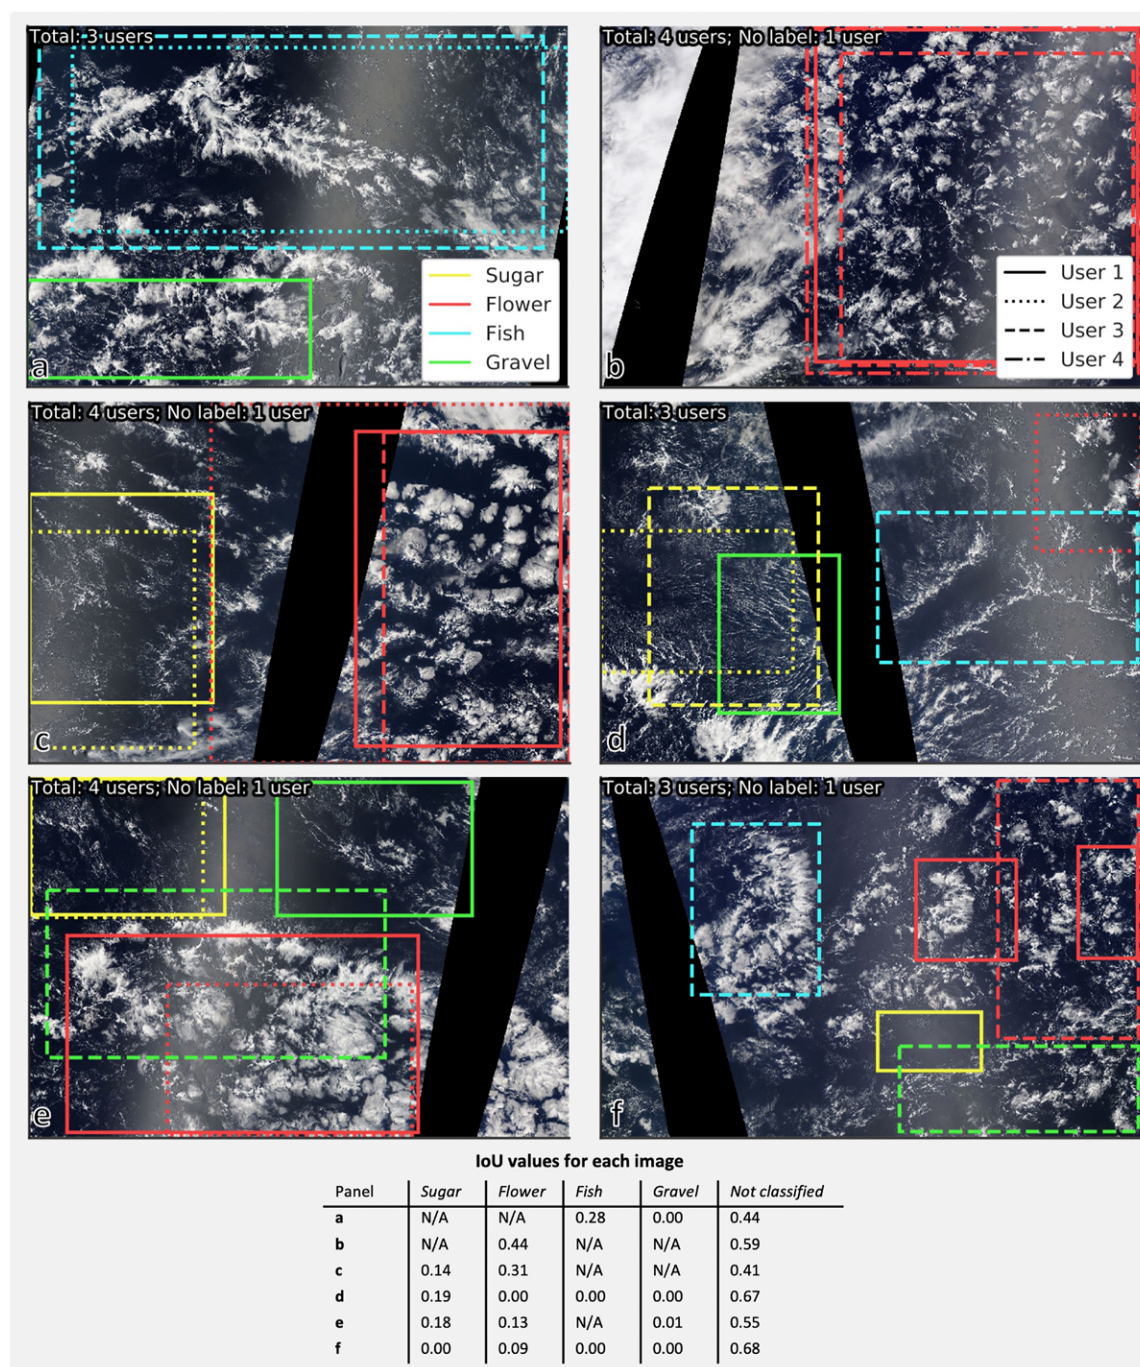 Total: 3 users
Sugar
Flower
Fish
Gravel
a
Total: 4 users; No label: 1 user
User 1
User 2
User 3
User 4
b
Total: 4 users; No label: 1 user
c
Total: 3 users
d
Total: 4 users; No label: 1 user
e
Total: 3 users; No label: 1 user
f
IoU values for each image
Panel Sugar Flower Fish Gravel Not classified
a N/A N/A 0.28 0.00 0.44
b N/A 0.44 N/A N/A 0.59
c 0.14 0.31 N/A N/A 0.41
d 0.19 0.00 0.00 0.00 0.67
e 0.18 0.13 N/A 0.01 0.55
f 0.00 0.09 0.00 0.00 0.68